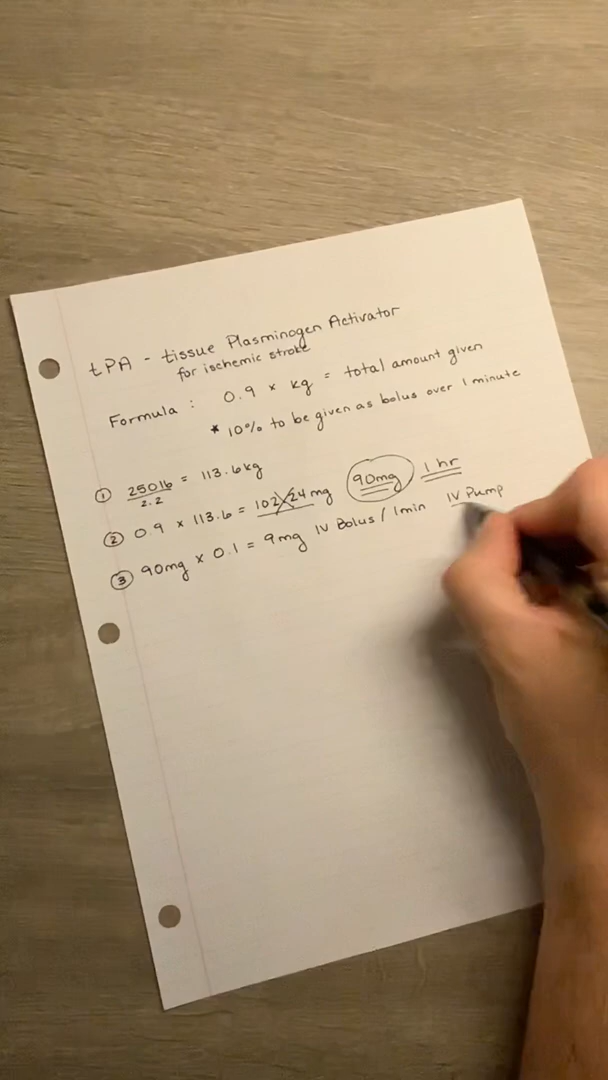 tPA - tissue Plasminogen Activator
for ischemic stroke
Formula : 0.9 × kg = total amount given
* 10% to be given as bolus over 1 minute
① 250lb / 2.2 = 113.6kg
② 0.9 × 113.6 = 102.24 mg 90mg 1 hr
③ 90mg × 0.1 = 9mg IV Bolus / 1min IV Pump